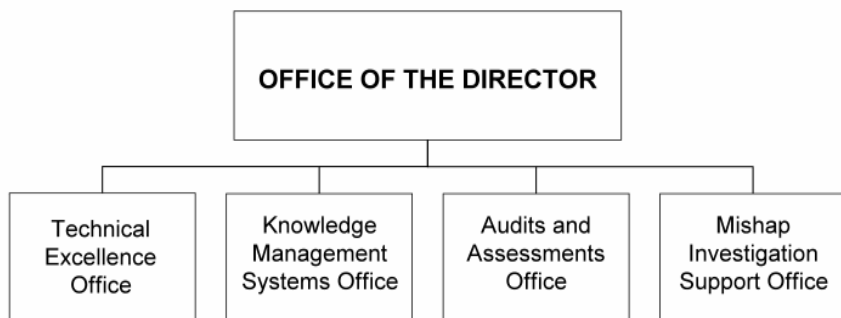 OFFICE OF THE DIRECTOR
Technical
Excellence
Office
Knowledge
Management
Systems Office
Audits and
Assessments
Office
Mishap
Investigation
Support Office